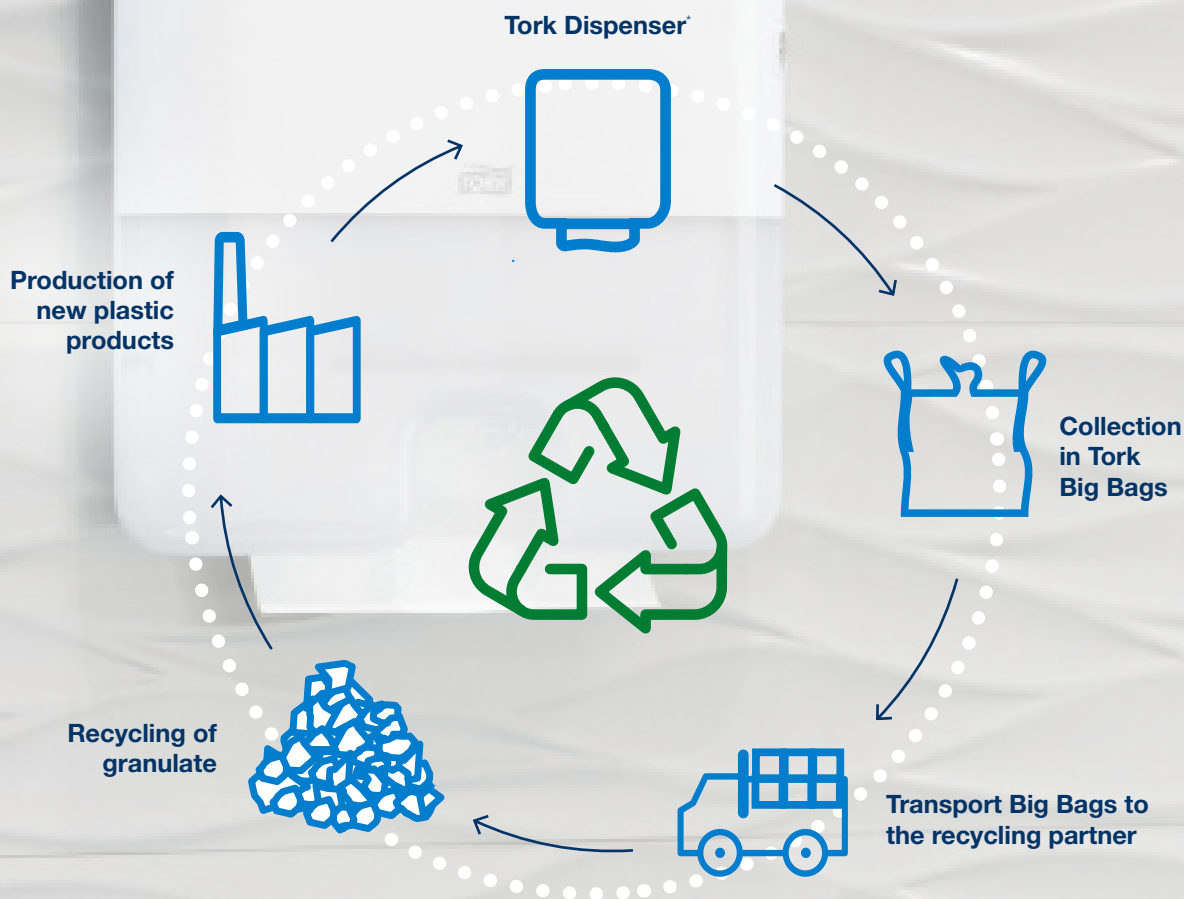 Tork Dispenser*
Production of
new plastic
products
Collection
in Tork
Big Bags
Recycling of
granulate
Transport Big Bags to
the recycling partner